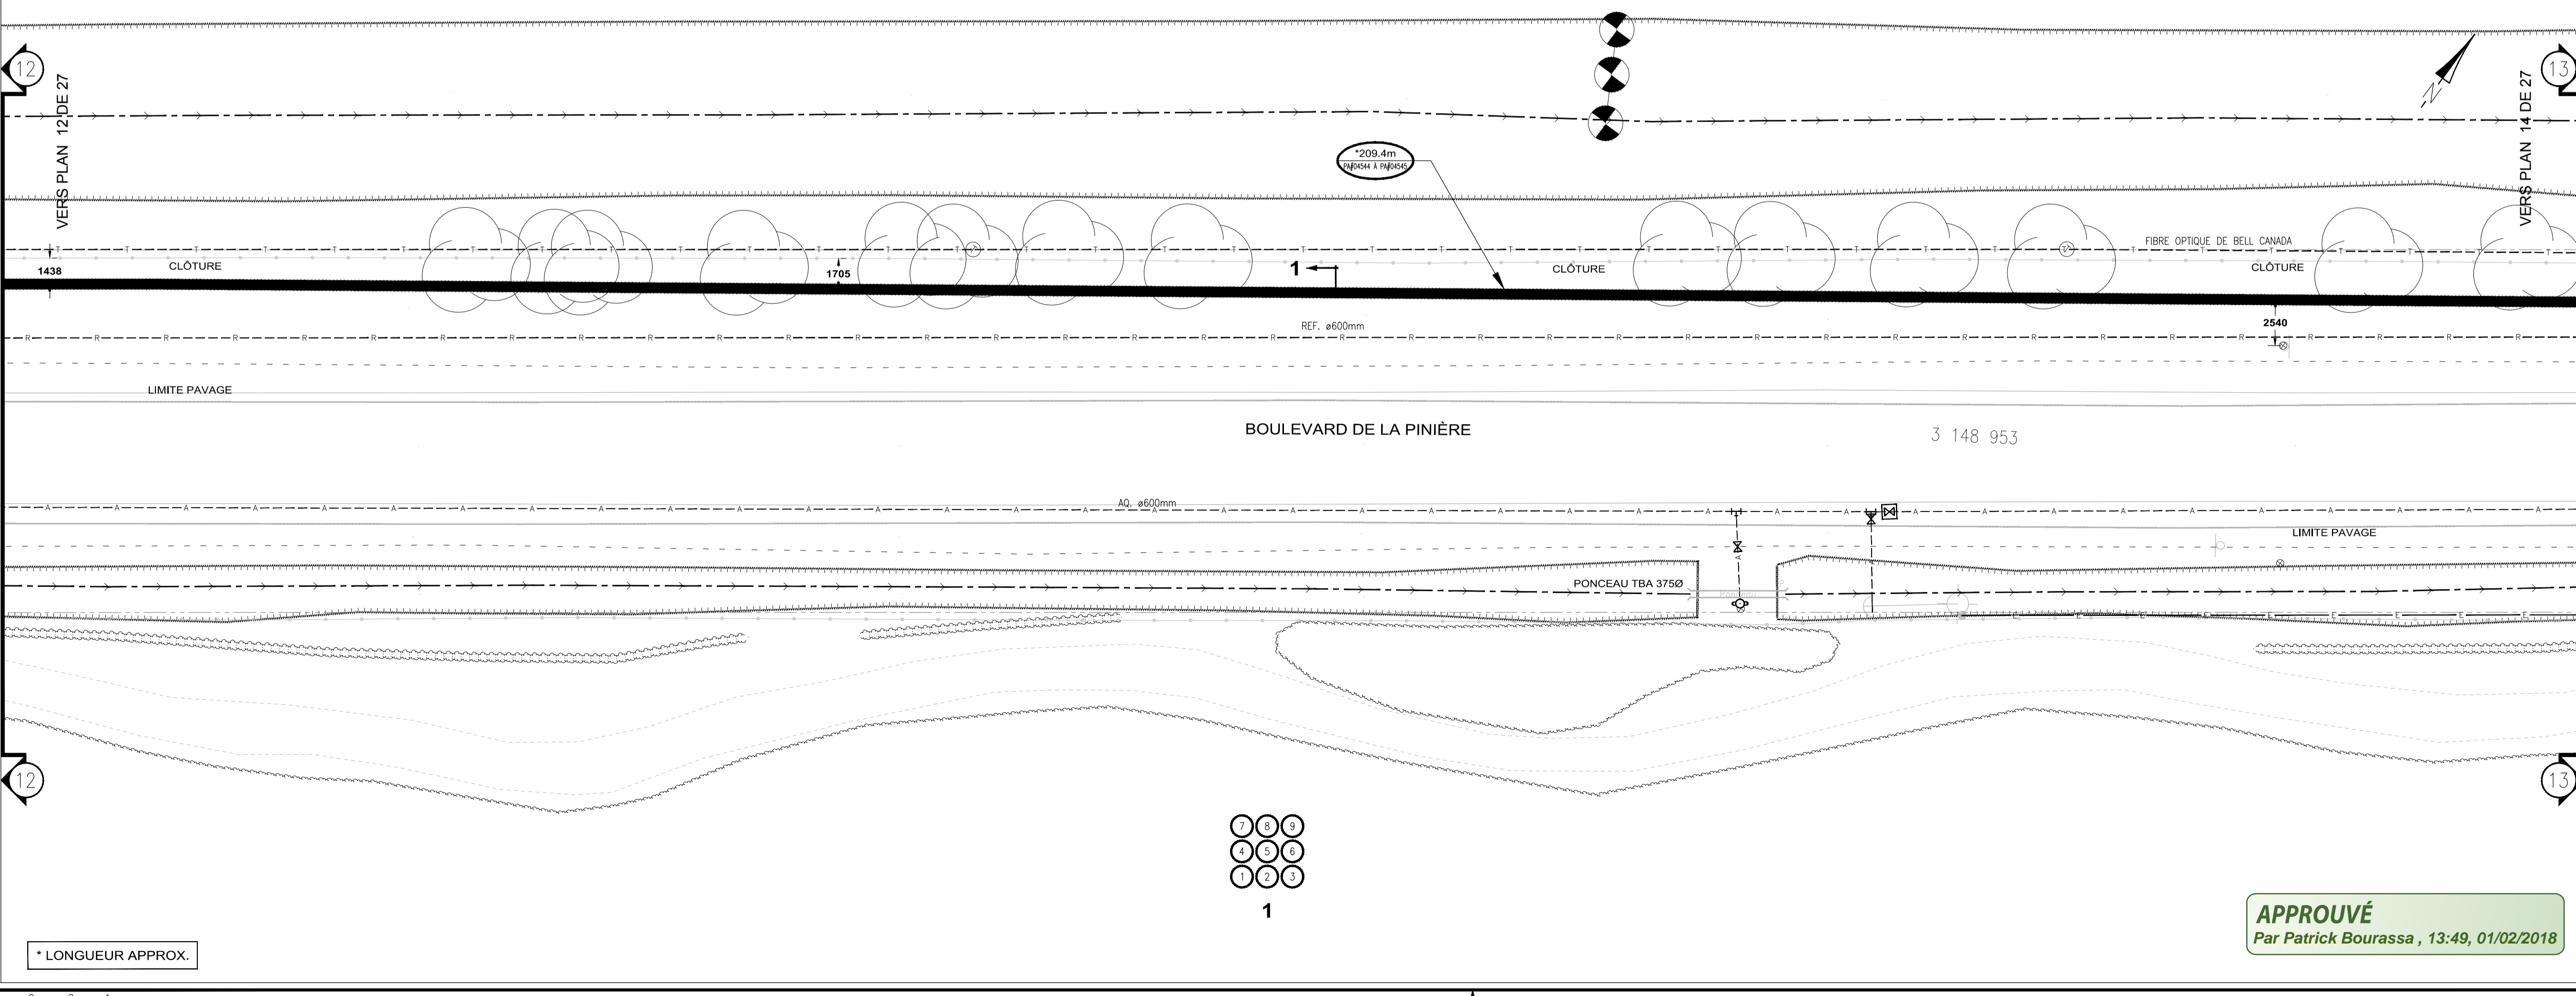 12
13
VERS PLAN 12 DE 27
VERS PLAN 14 DE 27
N
*209.4m
FIBRE OPTIQUE DE BELL CANADA
1438
CLÔTURE
1705
1
CLÔTURE
CLÔTURE
REF. ø600mm
2540
LIMITE PAVAGE
BOULEVARD DE LA PINIÈRE
3 148 953
AQ. ø600mm
LIMITE PAVAGE
PONCEAU TBA 375Ø
12
13
7 8 9
4 5 6
1 2 3
1
* LONGUEUR APPROX.
APPROUVÉ
Par Patrick Bourassa , 13:49, 01/02/2018